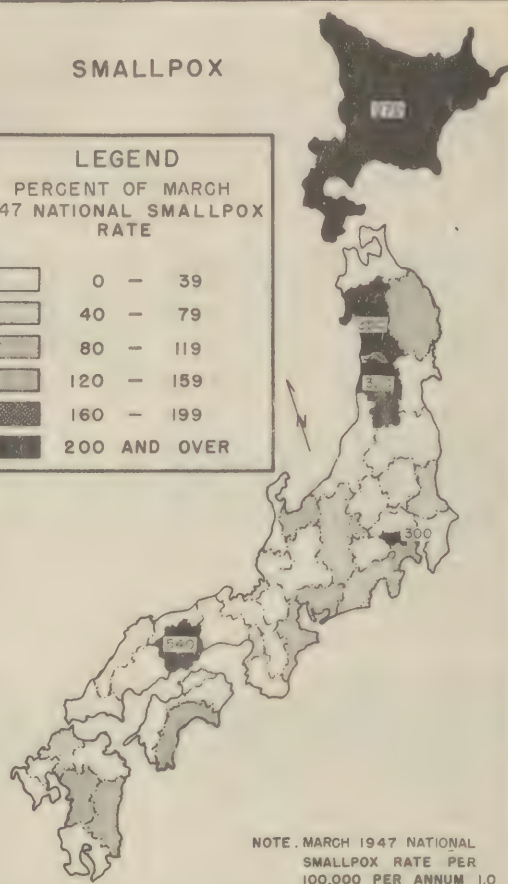 SMALLPOX
LEGEND
PERCENT OF MARCH
47 NATIONAL SMALLPOX
RATE
0 – 39
40 – 79
80 – 119
120 – 159
160 – 199
200 AND OVER
N
300
NOTE. MARCH 1947 NATIONAL
SMALLPOX RATE PER
100,000 PER ANNUM 1.0